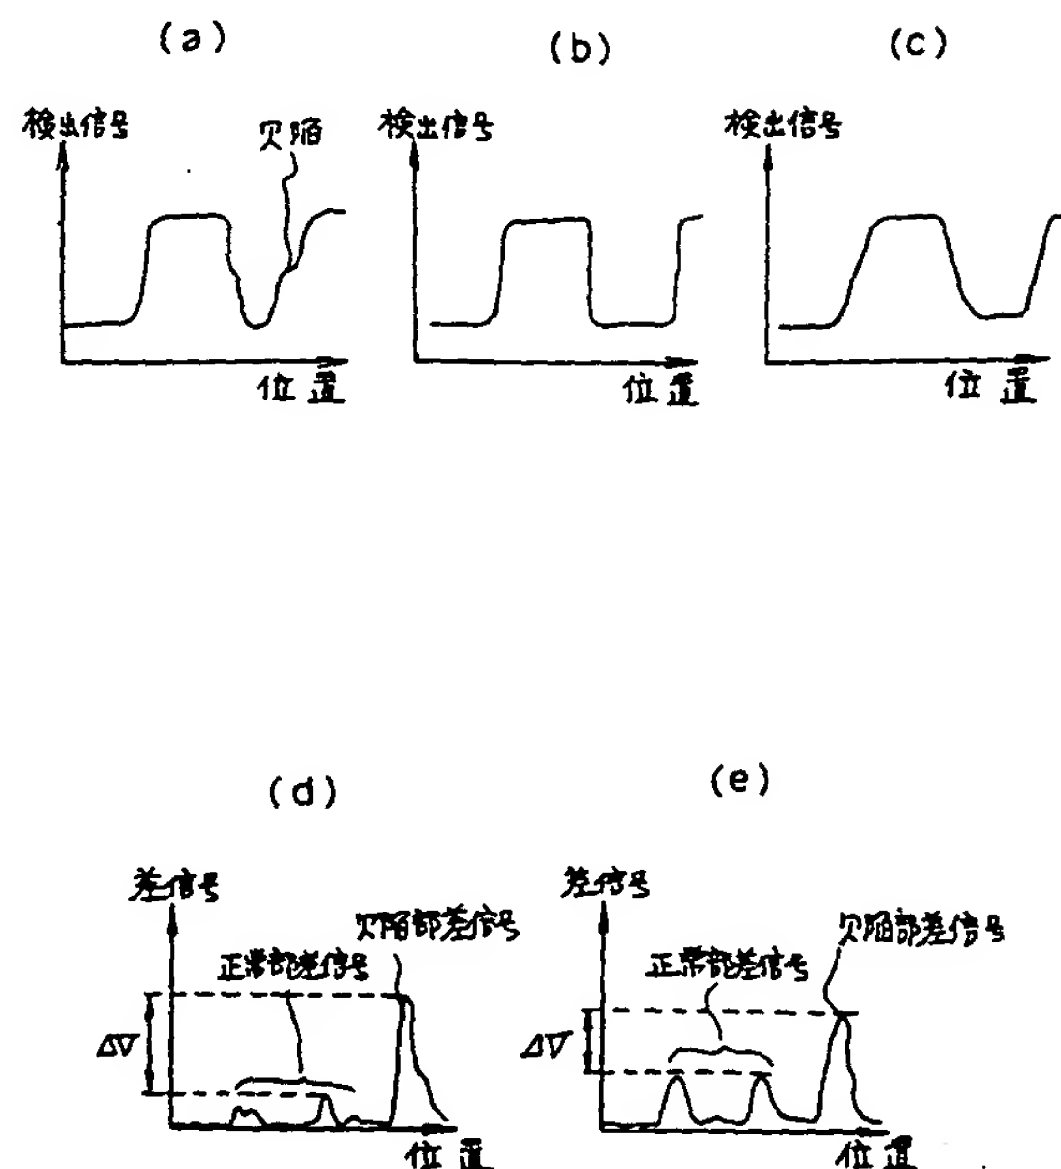 (a)
(b)
(c)
検出信号
欠陥
検出信号
検出信号
位置
位置
位置
(d)
(e)
差信号
欠陥部差信号
正常部差信号
ΔV
位置
差信号
欠陥部差信号
正常部差信号
ΔV
位置